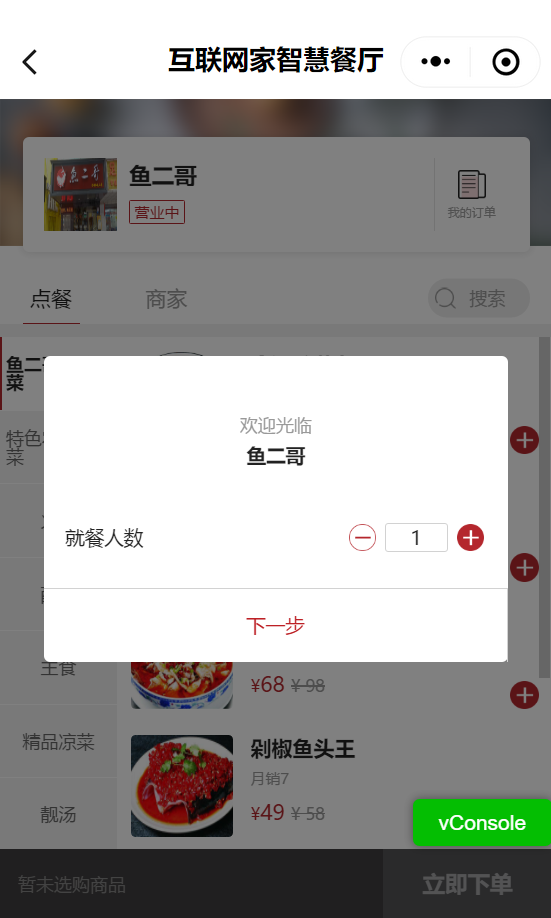 互联网家智慧餐厅
鱼二哥
鱼二哥
营业中
我的订单
点餐
商家
搜索
鱼二
菜
特色
菜
欢迎光临
鱼二哥
就餐人数
1
下一步
主食
¥68 ¥98
精品凉菜
剁椒鱼头王
月销7
¥49 ¥58
靓汤
vConsole
暂未选购商品
立即下单